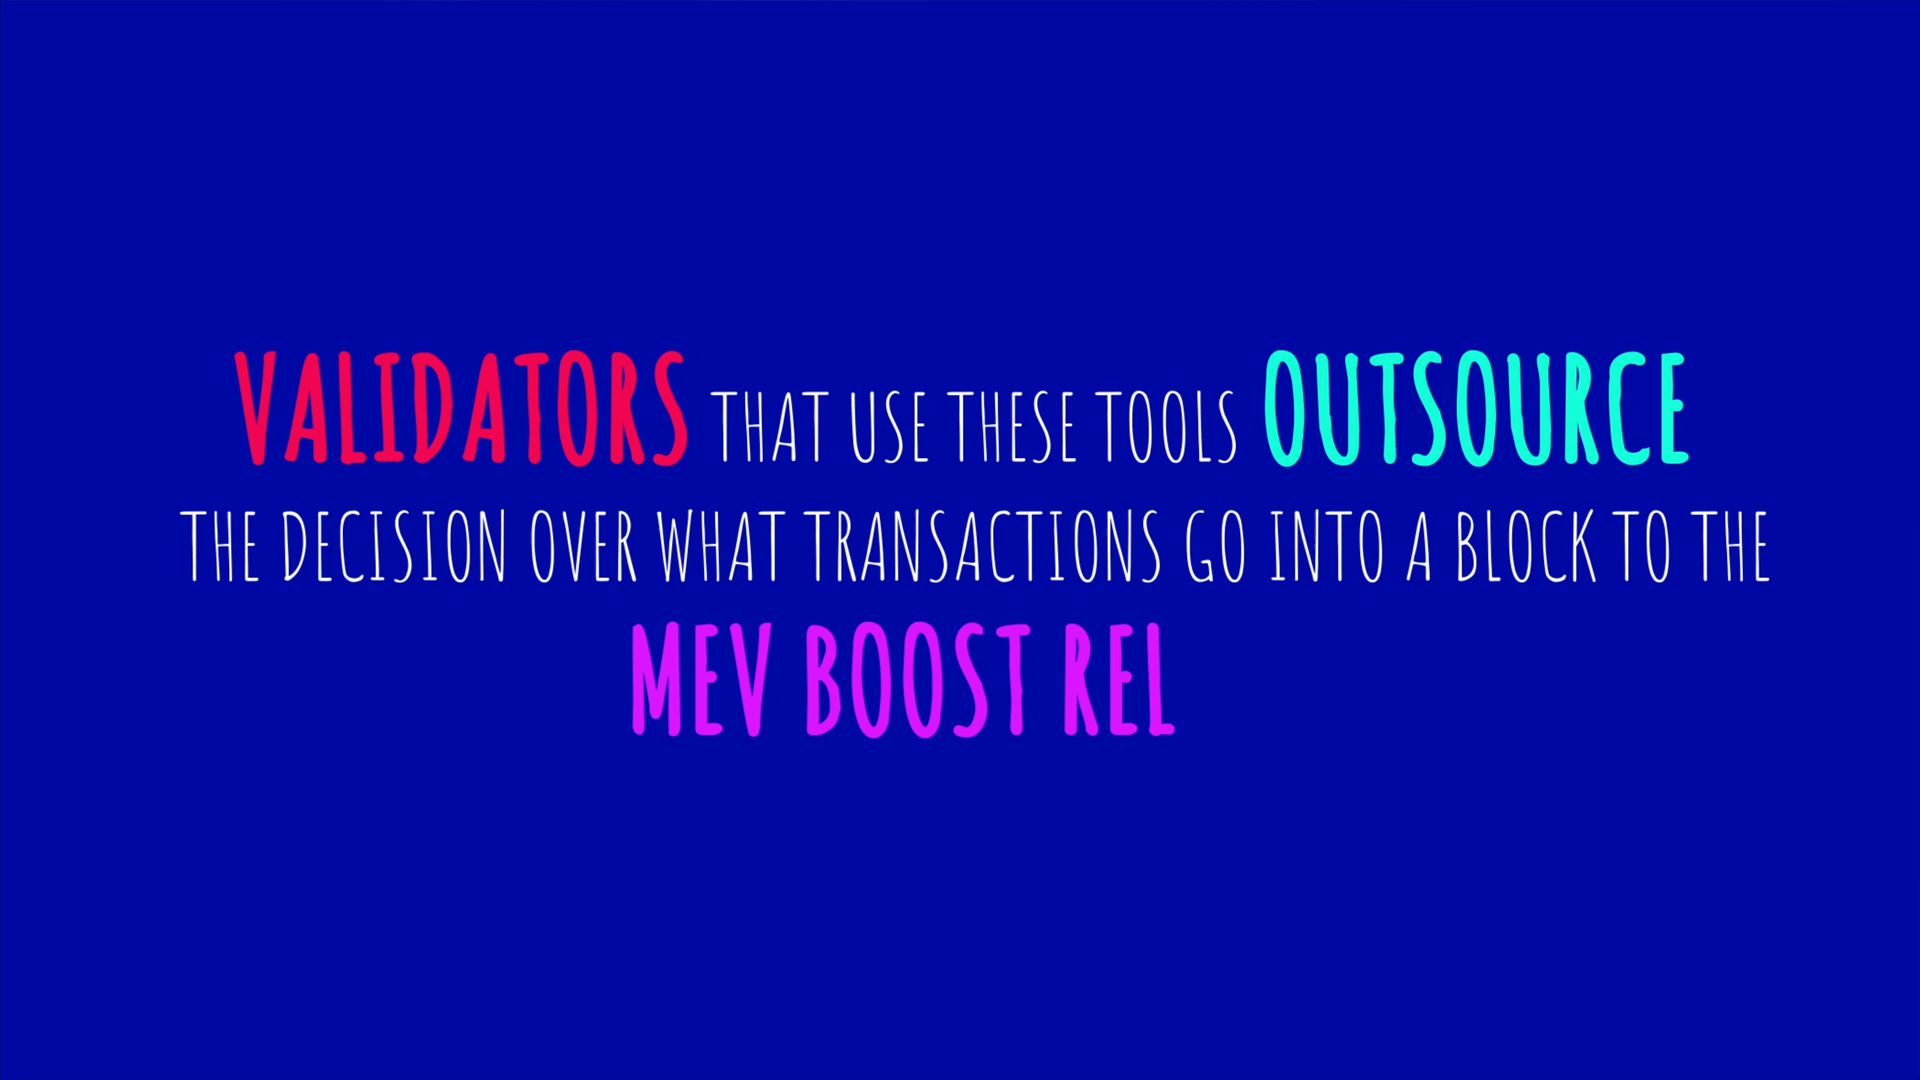 VALIDATORS THAT USE THESE TOOLS OUTSOURCE
THE DECISION OVER WHAT TRANSACTIONS GO INTO A BLOCK TO THE
MEV BOOST REL